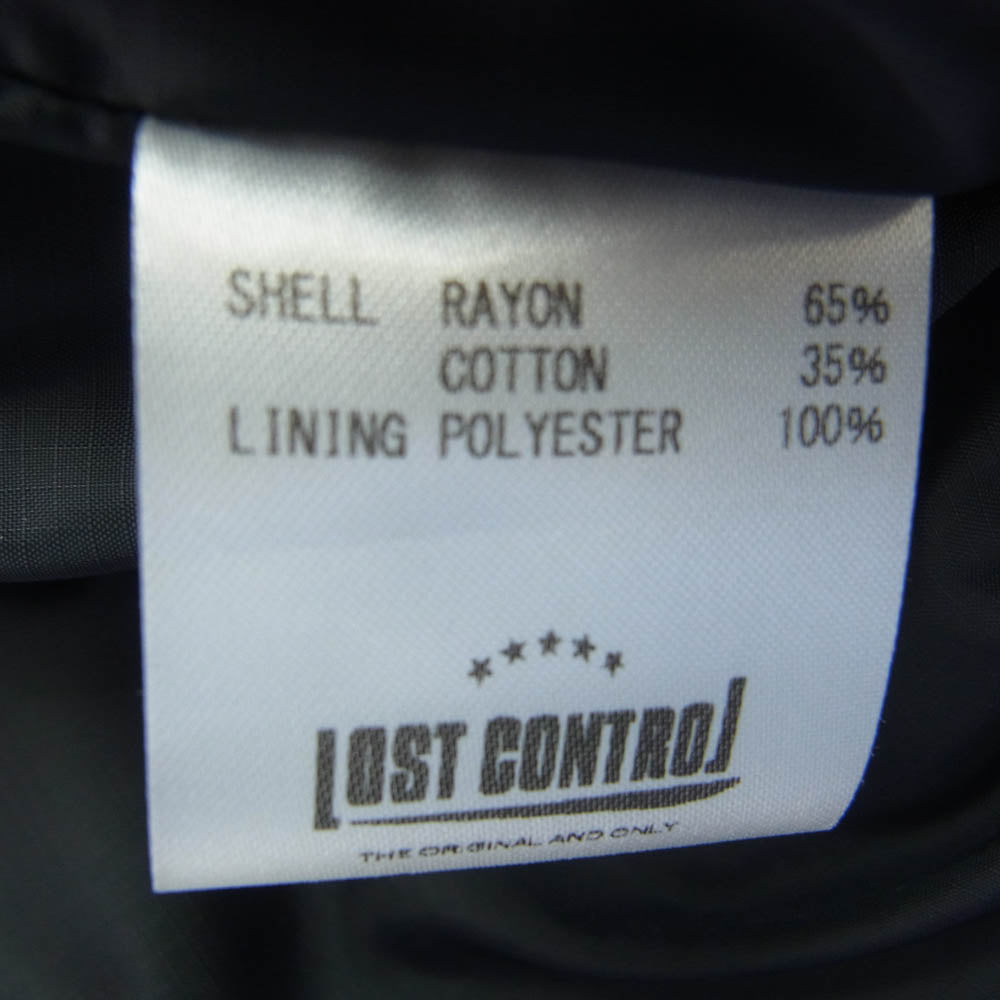 SHELL RAYON 65%
COTTON 35%
LINING POLYESTER 100%
LOST CONTROL
THE ORIGINAL AND ONLY